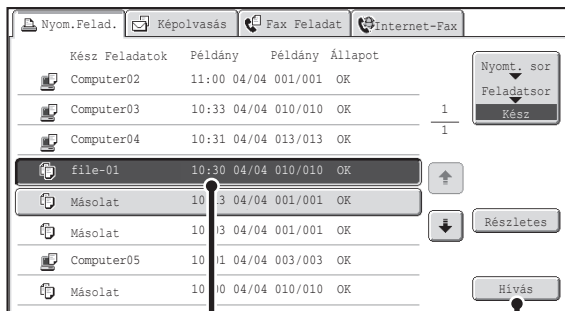 Nyom.Felad. Képolvasás Fax Feladat Internet-Fax
Kész Feladatok Példány Példány Állapot
Computer02 11:00 04/04 001/001 OK
Computer03 10:33 04/04 010/010 OK
Computer04 10:31 04/04 013/013 OK
file-01 10:30 04/04 010/010 OK
Másolat 04/04 001/001 OK
Másolat 04/04 001/001 OK
Computer05 04/04 003/003 OK
Másolat 04/04 010/010 OK
1
1
Nyomt. sor
Feladatsor
Kész
Részletes
Hívás